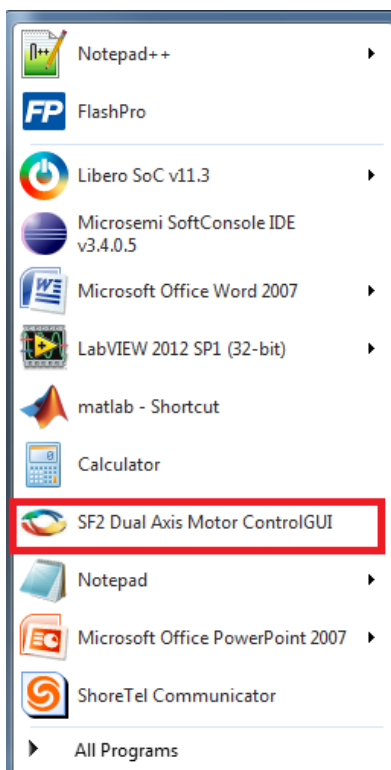 Notepad++
FP FlashPro
Libero SoC v11.3
Microsemi SoftConsole IDE
v3.4.0.5
Microsoft Office Word 2007
LabVIEW 2012 SP1 (32-bit)
matlab - Shortcut
Calculator
SF2 Dual Axis Motor ControlGUI
Notepad
Microsoft Office PowerPoint 2007
ShoreTel Communicator
All Programs